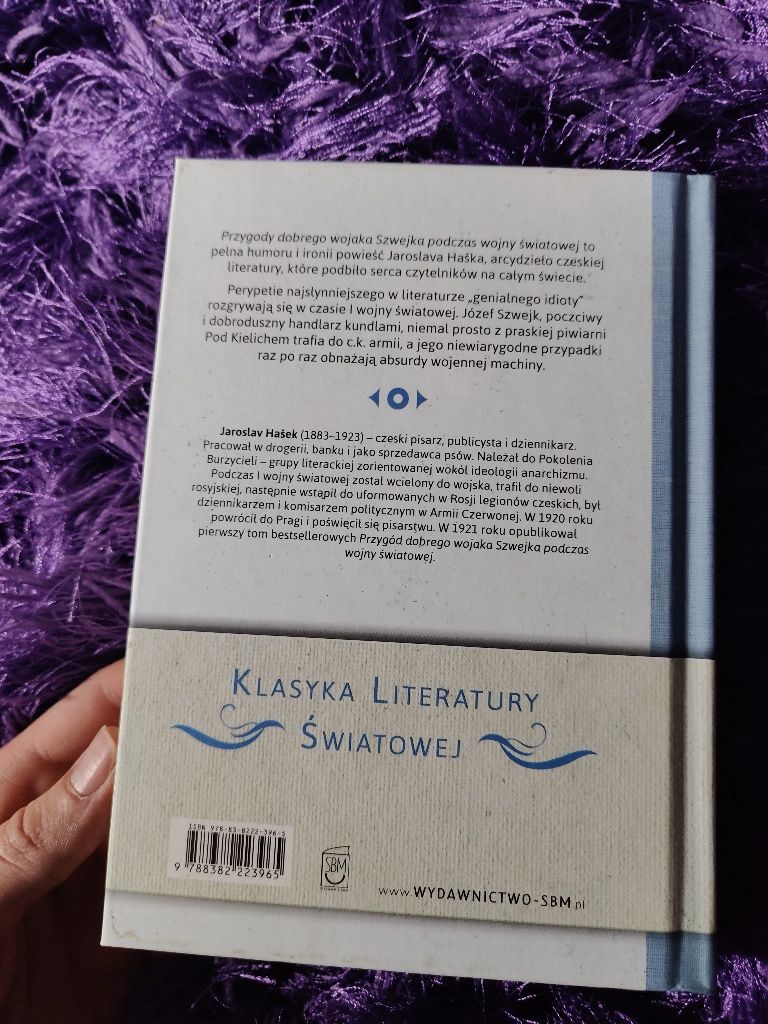 Przygody dobrego wojaka Szwejka podczas wojny światowej to
pełna humoru i ironii powieść Jaroslava Haška, arcydzieło czeskiej
literatury, które podbiło serca czytelników na całym świecie.
Perypetie najsłynniejszego w literaturze „genialnego idioty”
rozgrywają się w czasie I wojny światowej. Józef Szwejk, poczciwy
i dobroduszny handlarz kundlami, niemal prosto z praskiej piwiarni
Pod Kielichem trafia do c.k. armii, a jego niewiarygodne przypadki
raz po raz obnażają absurdy wojennej machiny.
Jaroslav Hašek (1883–1923) – czeski pisarz, publicysta i dziennikarz.
Pracował w drogerii, banku i jako sprzedawca psów. Należał do Pokolenia
Burzycieli – grupy literackiej zorientowanej wokół ideologii anarchizmu.
Podczas I wojny światowej został wcielony do wojska, trafił do niewoli
rosyjskiej, następnie wstąpił do uformowanych w Rosji legionów czeskich, był
dziennikarzem i komisarzem politycznym w Armii Czerwonej. W 1920 roku
powrócił do Pragi i poświęcił się pisarstwu. W 1921 roku opublikował
pierwszy tom bestsellerowych Przygód dobrego wojaka Szwejka podczas
wojny światowej.
KLASYKA LITERATURY
ŚWIATOWEJ
ISBN 978-83-8222-396-5
9 788382 223965
SBM
www.WYDAWNICTWO-SBM.pl